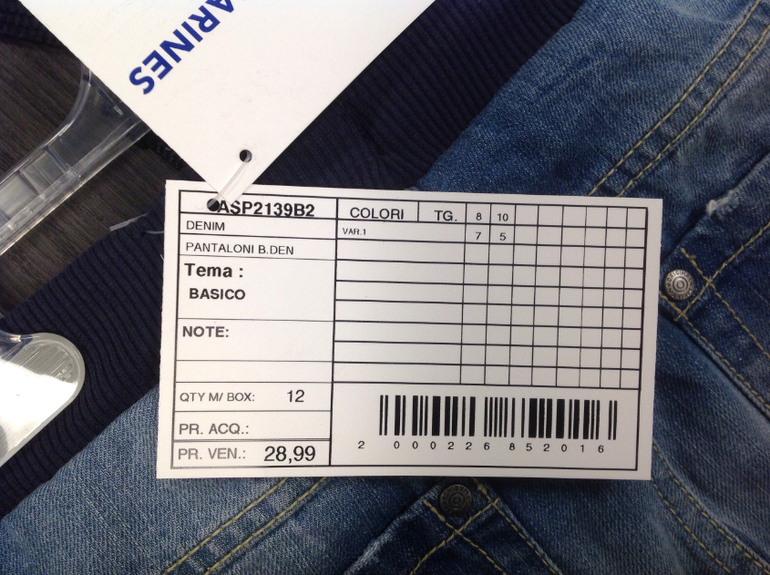 ARINES
ASP2139B2
DENIM
PANTALONI B.DEN
Tema :
BASICO
NOTE:
QTY M/ BOX: 12
PR. ACQ.:
PR. VEN.: 28,99
COLORI TG. 8 10
VAR.1 7 5
2 000226 852016